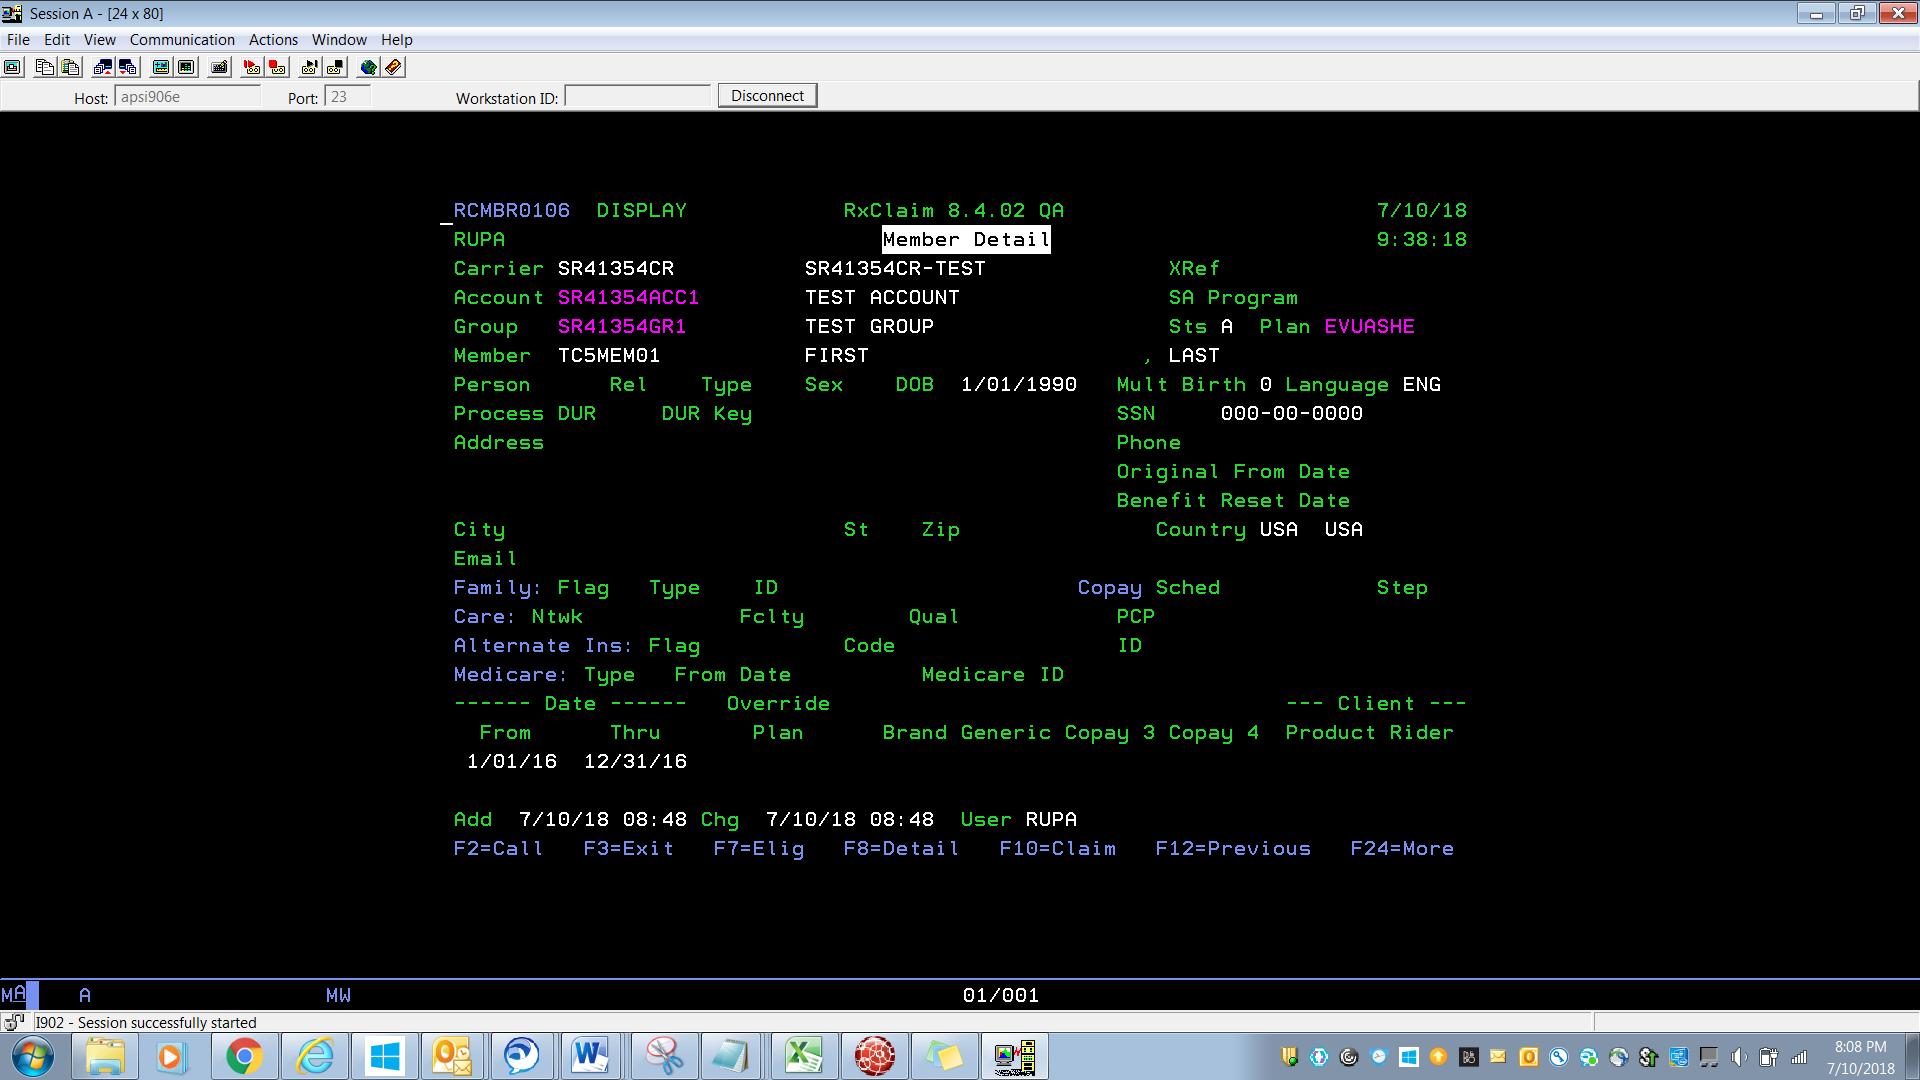 Session A - [24 x 80]
File Edit View Communication Actions Window Help
Host: apsi906e Port: 23 Workstation ID: Disconnect
RCMBR0106 DISPLAY RxClaim 8.4.02 QA 7/10/18
RUPA Member Detail 9:38:18
Carrier SR41354CR SR41354CR-TEST XRef
Account SR41354ACC1 TEST ACCOUNT SA Program
Group SR41354GR1 TEST GROUP Sts A Plan EVUASHE
Member TC5MEM01 FIRST , LAST
Person Rel Type Sex DOB 1/01/1990 Mult Birth 0 Language ENG
Process DUR DUR Key SSN 000-00-0000
Address Phone
Original From Date
Benefit Reset Date
City St Zip Country USA USA
Email
Family: Flag Type ID Copay Sched Step
Care: Ntwk Fclty Qual PCP
Alternate Ins: Flag Code ID
Medicare: Type From Date Medicare ID
------ Date ------ Override --- Client ---
From Thru Plan Brand Generic Copay 3 Copay 4 Product Rider
1/01/16 12/31/16
Add 7/10/18 08:48 Chg 7/10/18 08:48 User RUPA
F2=Call F3=Exit F7=Elig F8=Detail F10=Claim F12=Previous F24=More
MA A MW 01/001
I902 - Session successfully started
8:08 PM
7/10/2018